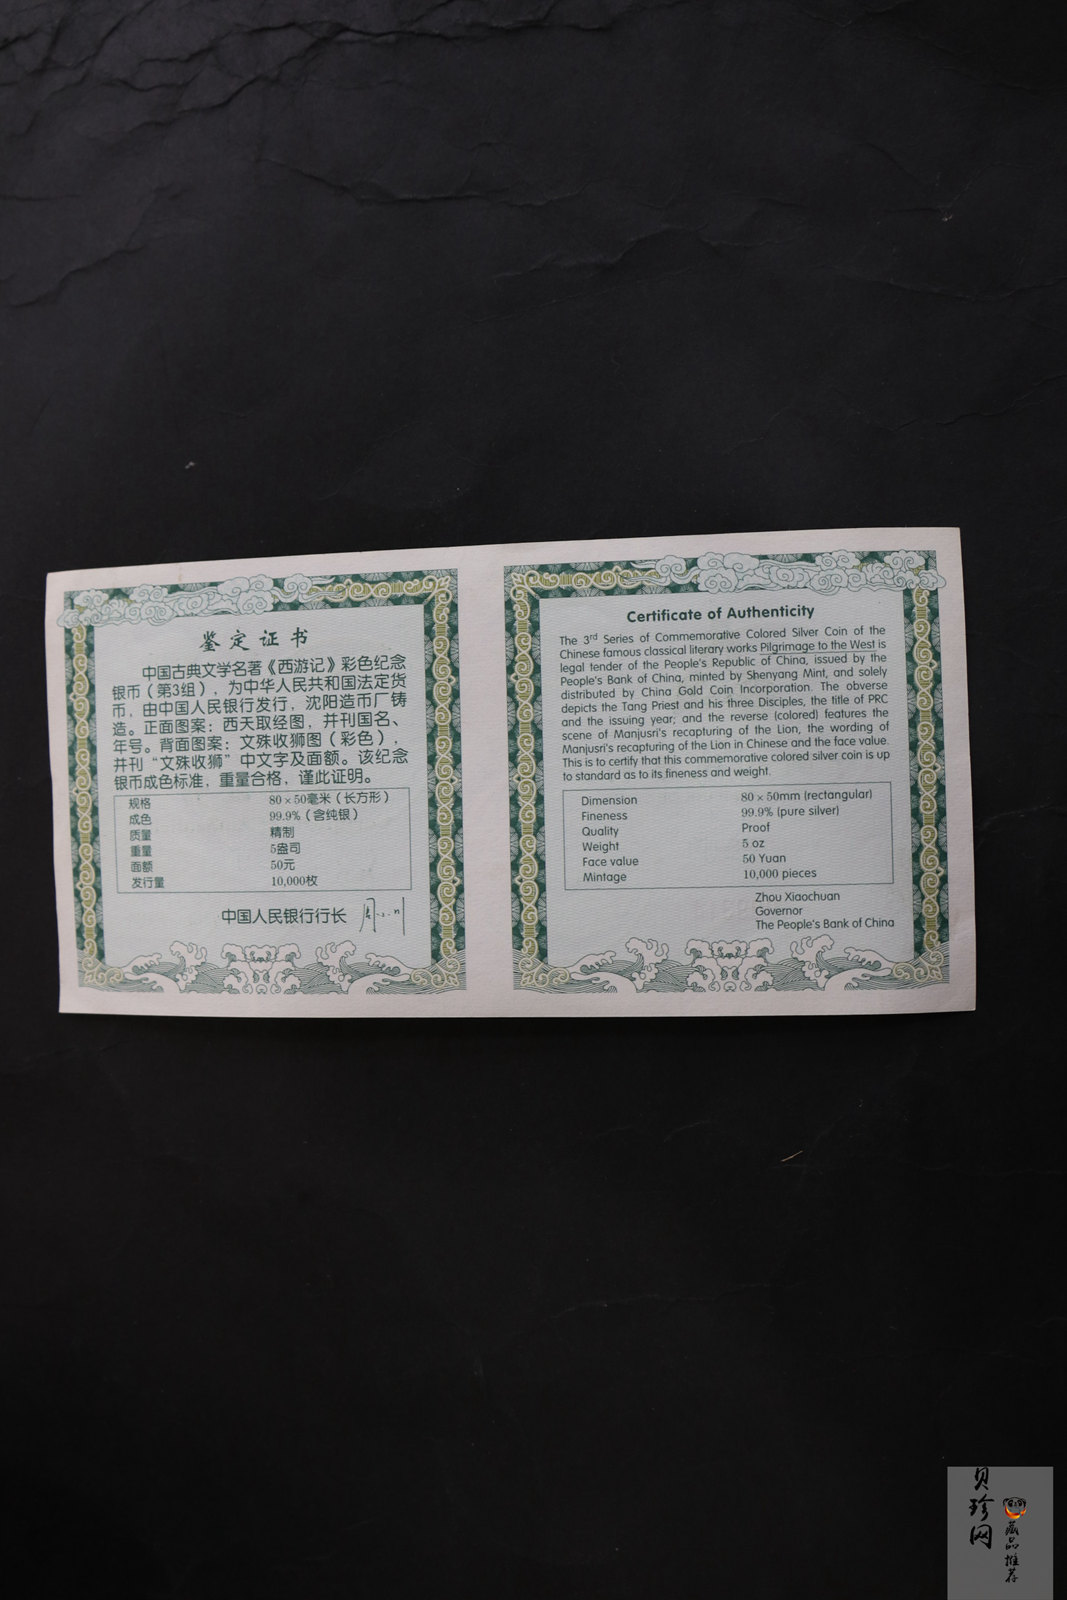 鉴定证书
中国古典文学名著《西游记》彩色纪念
银币（第3组），为中华人民共和国法定货
币，由中国人民银行发行，沈阳造币厂铸
造。正面图案：西天取经图，并刊国名、
年号。背面图案：文殊收狮图（彩色），
并刊“文殊收狮”中文字及面额。该纪念
银币成色标准，重量合格，谨此证明。
规格 80×50毫米（长方形）
成色 99.9%（含纯银）
质量 精制
重量 5盎司
面额 50元
发行量 10,000枚
中国人民银行行长
Certificate of Authenticity
The 3rd Series of Commemorative Colored Silver Coin of the
Chinese famous classical literary works Pilgrimage to the West is
legal tender of the People's Republic of China, issued by the
People's Bank of China, minted by Shenyang Mint, and solely
distributed by China Gold Coin Incorporation. The obverse
depicts the Tang Priest and his three Disciples, the title of PRC
and the issuing year; and the reverse (colored) features the
scene of Manjusri's recapturing of the Lion, the wording of
Manjusri's recapturing of the Lion in Chinese and the face value.
This is to certify that this commemorative colored silver coin is up
to standard as to its fineness and weight.
Dimension 80×50mm (rectangular)
Fineness 99.9% (pure silver)
Quality Proof
Weight 5 oz
Face value 50 Yuan
Mintage 10,000 pieces
Zhou Xiaochuan
Governor
The People's Bank of China
贝珍网
藏品推荐